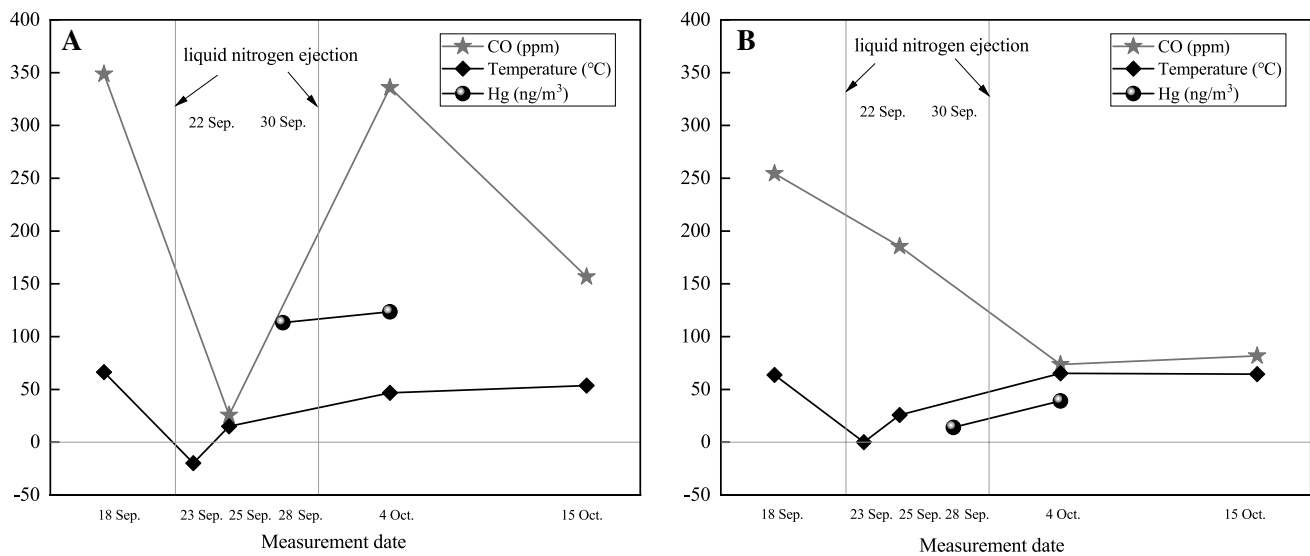 A
liquid nitrogen ejection
22 Sep.
30 Sep.
CO (ppm)
Temperature (℃)
Hg (ng/m³)
400
350
300
250
200
150
100
50
0
-50
18 Sep.
23 Sep.
25 Sep.
28 Sep.
4 Oct.
15 Oct.
Measurement date
B
liquid nitrogen ejection
22 Sep.
30 Sep.
CO (ppm)
Temperature (℃)
Hg (ng/m³)
400
350
300
250
200
150
100
50
0
-50
18 Sep.
23 Sep.
25 Sep.
28 Sep.
4 Oct.
15 Oct.
Measurement date